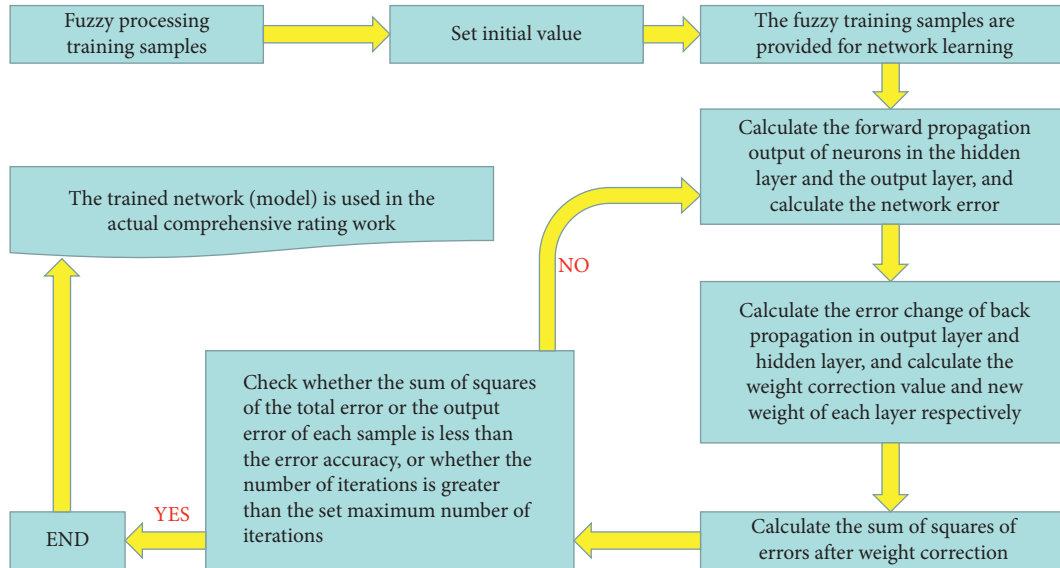 Fuzzy processing
training samples
Set initial value
The fuzzy training samples are
provided for network learning
Calculate the forward propagation
output of neurons in the hidden
layer and the output layer, and
calculate the network error
Calculate the error change of back
propagation in output layer and
hidden layer, and calculate the
weight correction value and new
weight of each layer respectively
Calculate the sum of squares of
errors after weight correction
Check whether the sum of squares
of the total error or the output
error of each sample is less than
the error accuracy, or whether the
number of iterations is greater
than the set maximum number of
iterations
NO
YES
END
The trained network (model) is used in the
actual comprehensive rating work